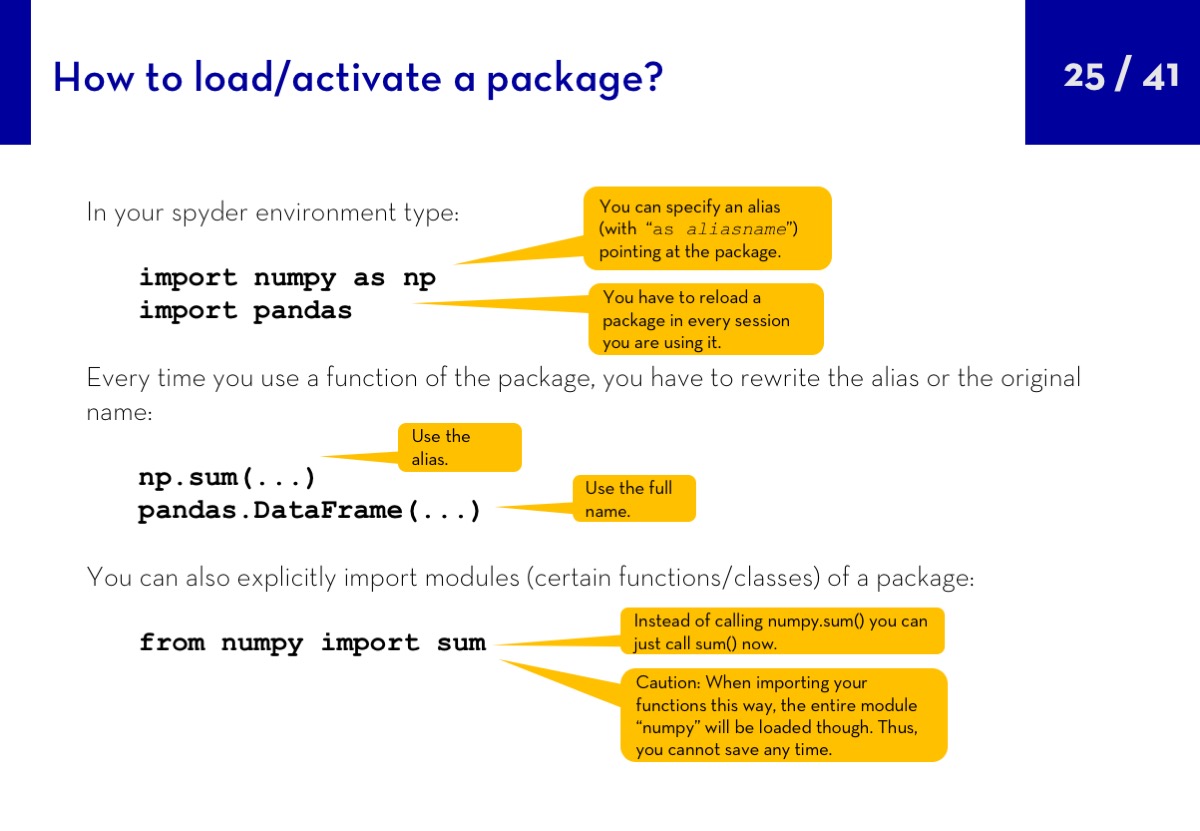 How to load/activate a package?
25 / 41
In your spyder environment type:
You can specify an alias
(with “as aliasname”)
pointing at the package.
import numpy as np
import pandas
You have to reload a
package in every session
you are using it.
Every time you use a function of the package, you have to rewrite the alias or the original
name:
Use the
alias.
np.sum(...)
pandas.DataFrame(...)
Use the full
name.
You can also explicitly import modules (certain functions/classes) of a package:
from numpy import sum
Instead of calling numpy.sum() you can
just call sum() now.
Caution: When importing your
functions this way, the entire module
“numpy” will be loaded though. Thus,
you cannot save any time.